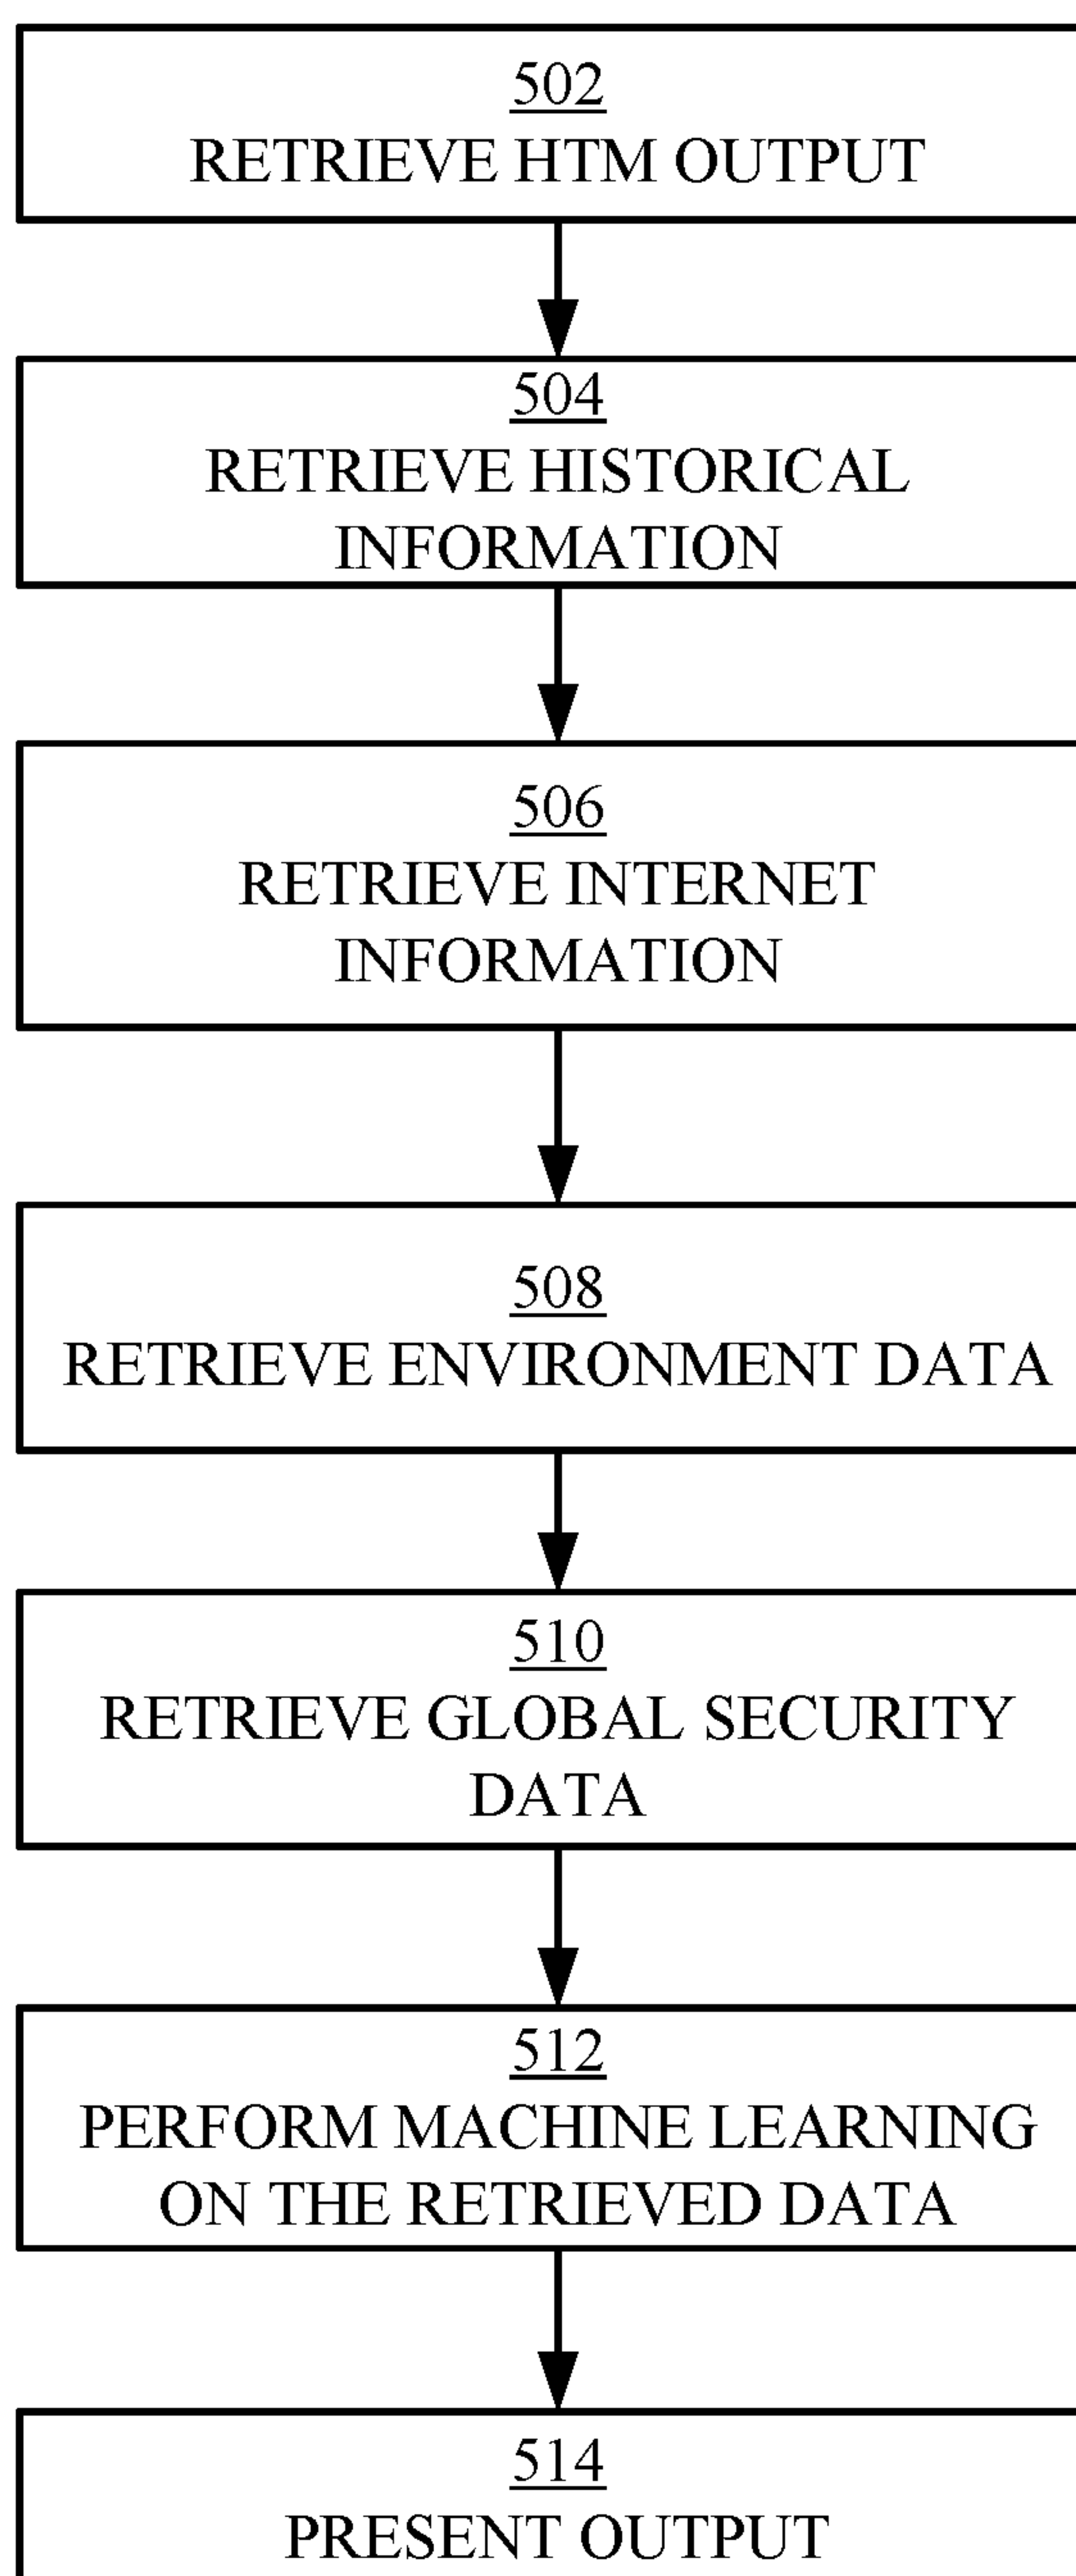 502
RETRIEVE HTM OUTPUT
504
RETRIEVE HISTORICAL
INFORMATION
506
RETRIEVE INTERNET
INFORMATION
508
RETRIEVE ENVIRONMENT DATA
510
RETRIEVE GLOBAL SECURITY
DATA
512
PERFORM MACHINE LEARNING
ON THE RETRIEVED DATA
514
PRESENT OUTPUT